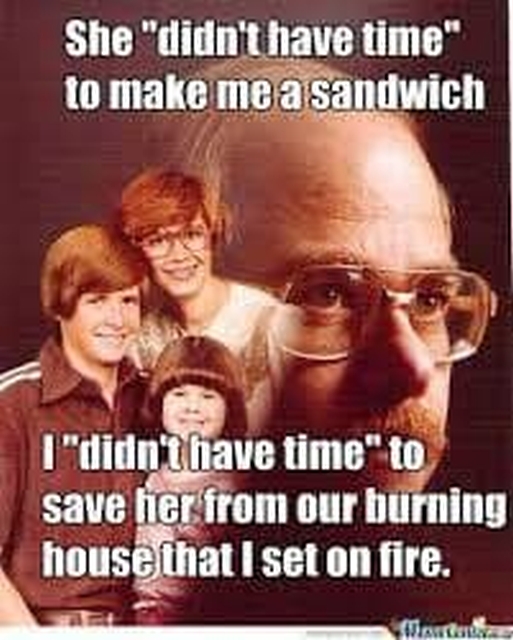 She "didn't have time"
to make me a sandwich
I "didn't have time" to
save her from our burning
house that I set on fire.